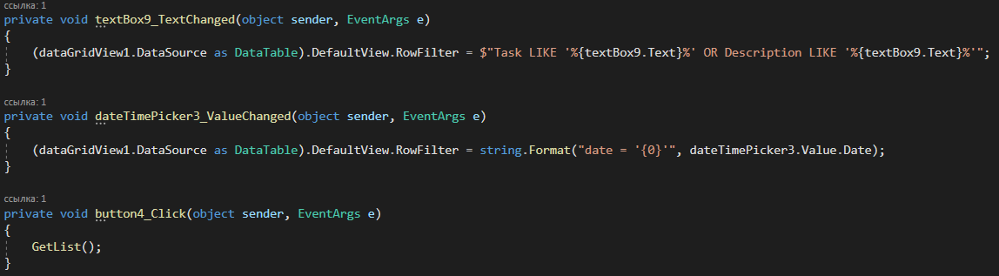 ссылка: 1
private void textBox9_TextChanged(object sender, EventArgs e)
{
(dataGridView1.DataSource as DataTable).DefaultView.RowFilter = $"Task LIKE '%{textBox9.Text}%' OR Description LIKE '%{textBox9.Text}%'";
}
ссылка: 1
private void dateTimePicker3_ValueChanged(object sender, EventArgs e)
{
(dataGridView1.DataSource as DataTable).DefaultView.RowFilter = string.Format("date = '{0}'", dateTimePicker3.Value.Date);
}
ссылка: 1
private void button4_Click(object sender, EventArgs e)
{
GetList();
}